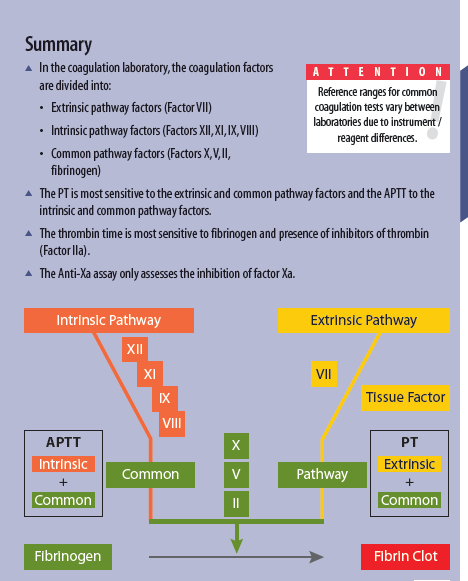 Summary
▲ In the coagulation laboratory, the coagulation factors
are divided into:
• Extrinsic pathway factors (Factor VII)
• Intrinsic pathway factors (Factors XII, XI, IX, VIII)
• Common pathway factors (Factors X, V, II,
fibrinogen)
ATTENTION
!
Reference ranges for common
coagulation tests vary between
laboratories due to instrument /
reagent differences.
▲ The PT is most sensitive to the extrinsic and common pathway factors and the APTT to the
intrinsic and common pathway factors.
▲ The thrombin time is most sensitive to fibrinogen and presence of inhibitors of thrombin
(Factor IIa).
▲ The Anti-Xa assay only assesses the inhibition of factor Xa.
Intrinsic Pathway
Extrinsic Pathway
XII
XI
IX
VIII
VII
Tissue Factor
APTT
Intrinsic
+
Common
Common
X
V
II
Pathway
PT
Extrinsic
+
Common
Fibrinogen
Fibrin Clot